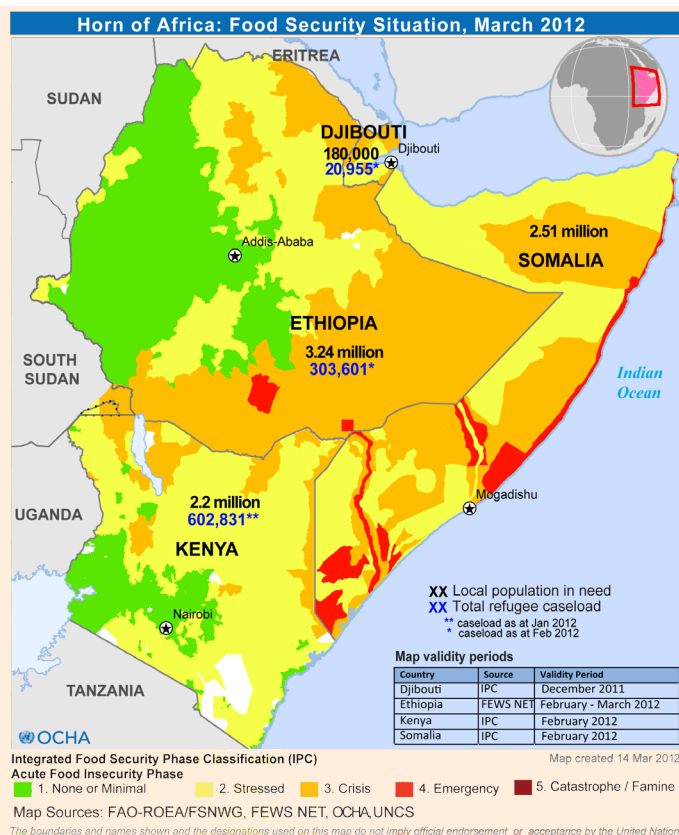 Horn of Africa: Food Security Situation, March 2012
ERITREA
SUDAN
DJIBOUTI
180,000
20,955*
Djibouti
2.51 million
SOMALIA
Addis-Ababa
ETHIOPIA
3.24 million
303,601*
SOUTH
SUDAN
Indian
Ocean
UGANDA
2.2 million
602,831**
KENYA
Mogadishu
Nairobi
TANZANIA
XX Local population in need
XX Total refugee caseload
** caseload as at Jan 2012
* caseload as at Feb 2012
Map validity periods
Country Source Validity Period
Djibouti IPC December 2011
Ethiopia FEWS NET February - March 2012
Kenya IPC February 2012
Somalia IPC February 2012
OCHA
Integrated Food Security Phase Classification (IPC)
Map created 14 Mar 2012
Acute Food Insecurity Phase
1. None or Minimal 2. Stressed 3. Crisis 4. Emergency 5. Catastrophe / Famine
Map Sources: FAO-ROEA/FSNWG, FEWS NET, OCHA, UNCS
The boundaries and names shown and the designations used on this map do not imply official endorsement or acceptance by the United Nation